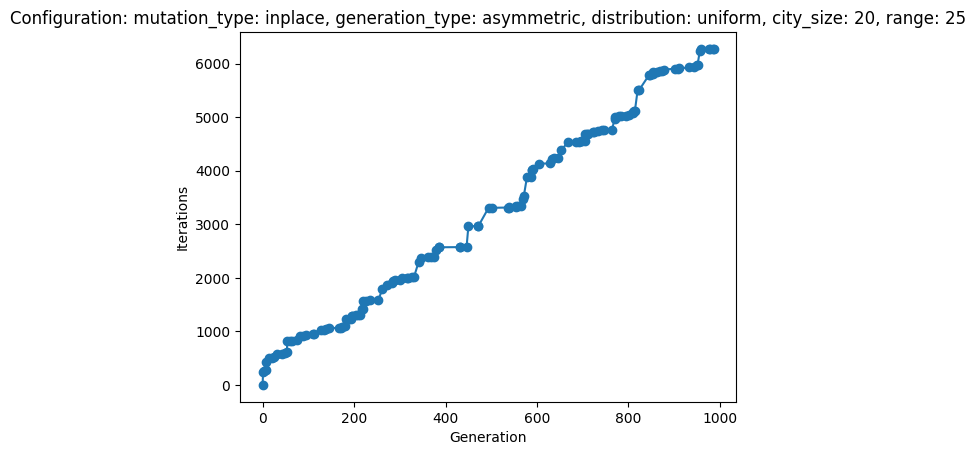 Configuration: mutation_type: inplace, generation_type: asymmetric, distribution: uniform, city_size: 20, range: 25
6000
5000
4000
3000
2000
1000
0
Iterations
0 200 400 600 800 1000
Generation